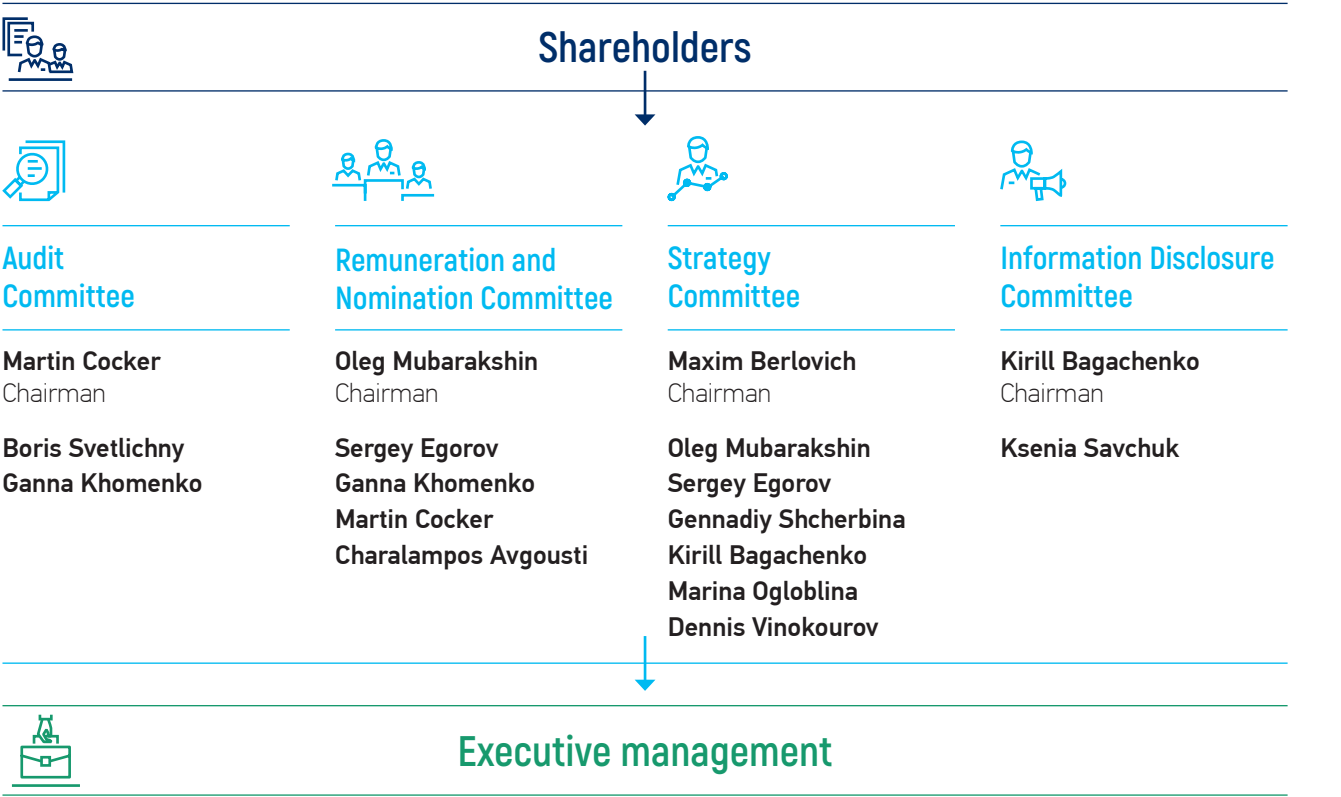 Shareholders
Audit
Committee
Martin Cocker
Chairman
Boris Svetlichny
Ganna Khomenko
Remuneration and
Nomination Committee
Oleg Mubarakshin
Chairman
Sergey Egorov
Ganna Khomenko
Martin Cocker
Charalampos Avgousti
Strategy
Committee
Maxim Berlovich
Chairman
Oleg Mubarakshin
Sergey Egorov
Gennadiy Shcherbina
Kirill Bagachenko
Marina Ogloblina
Dennis Vinokourov
Information Disclosure
Committee
Kirill Bagachenko
Chairman
Ksenia Savchuk
Executive management